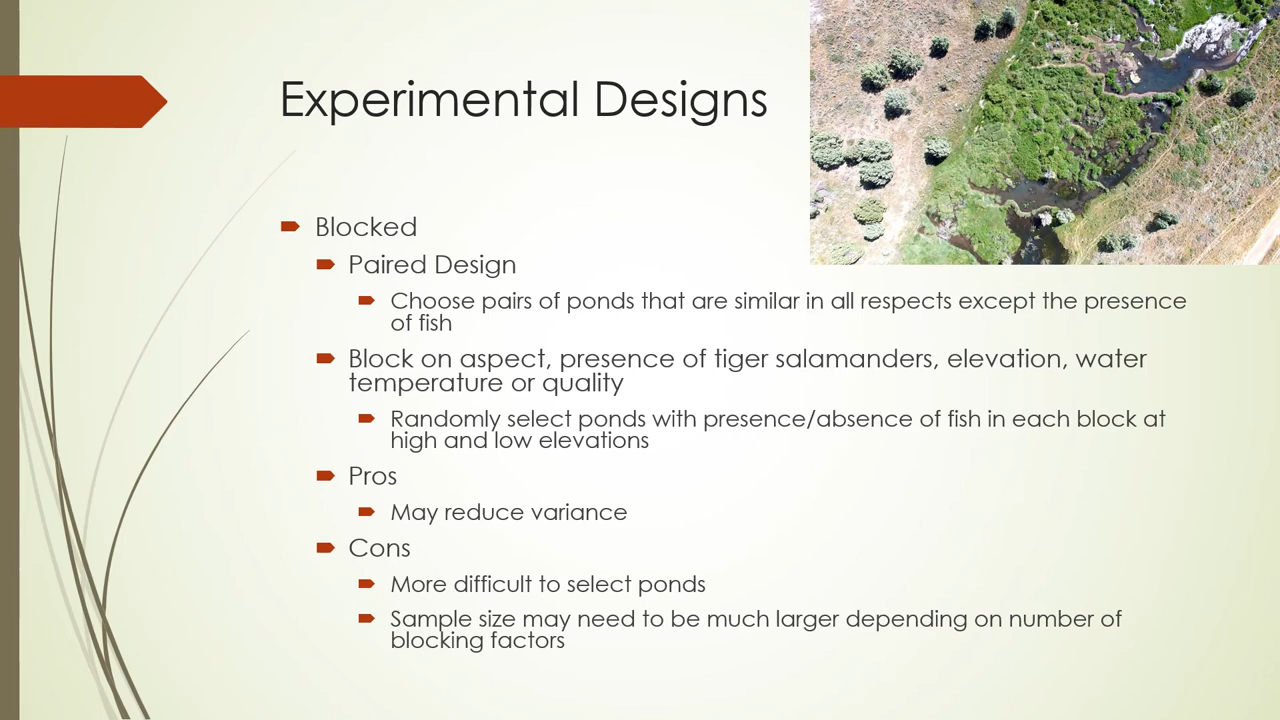 Experimental Designs
Blocked
Paired Design
Choose pairs of ponds that are similar in all respects except the presence
of fish
Block on aspect, presence of tiger salamanders, elevation, water
temperature or quality
Randomly select ponds with presence/absence of fish in each block at
high and low elevations
Pros
May reduce variance
Cons
More difficult to select ponds
Sample size may need to be much larger depending on number of
blocking factors